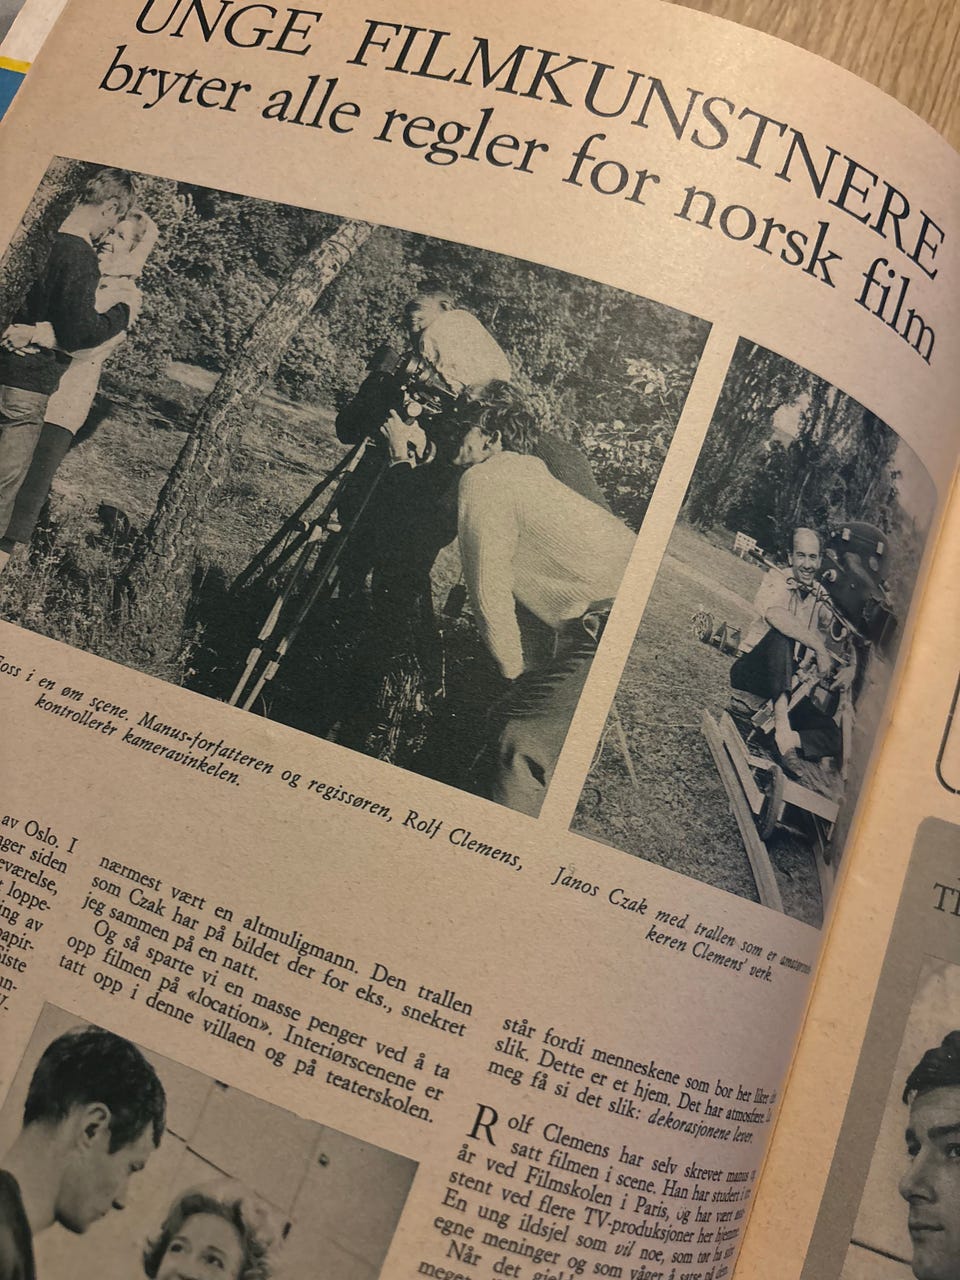 UNGE FILMKUNSTNERE
bryter alle regler for norsk film
oss i en øm scene. Manus-forfatteren og regissøren, Rolf Clemens,
kontrollerer kameravinkelen.
Janos Czak med trallen som er
keren Clemens' verk.
av Oslo. I
siden
loppe-
av
nærmest vært en altmuligmann. Den trallen
som Czak har på bildet der for eks., snekret
jeg sammen på en natt.
Og så sparte vi en masse penger ved å ta
opp filmen på «location». Interiørscenene er
tatt opp i denne villaen og på teaterskolen.
står fordi menneskene som bor her liker
slik. Dette er et hjem. Det har atmosfære.
meg få si det slik: dekorasjonene lever.
Rolf Clemens har selv skrevet manus
satt filmen i scene. Han har studert
år ved Filmskolen i Paris, og har vært
stent ved flere TV-produksjoner her hjemme.
En ung ildsjel som vil noe, som tør ha
egne meninger og som våger å
Når det